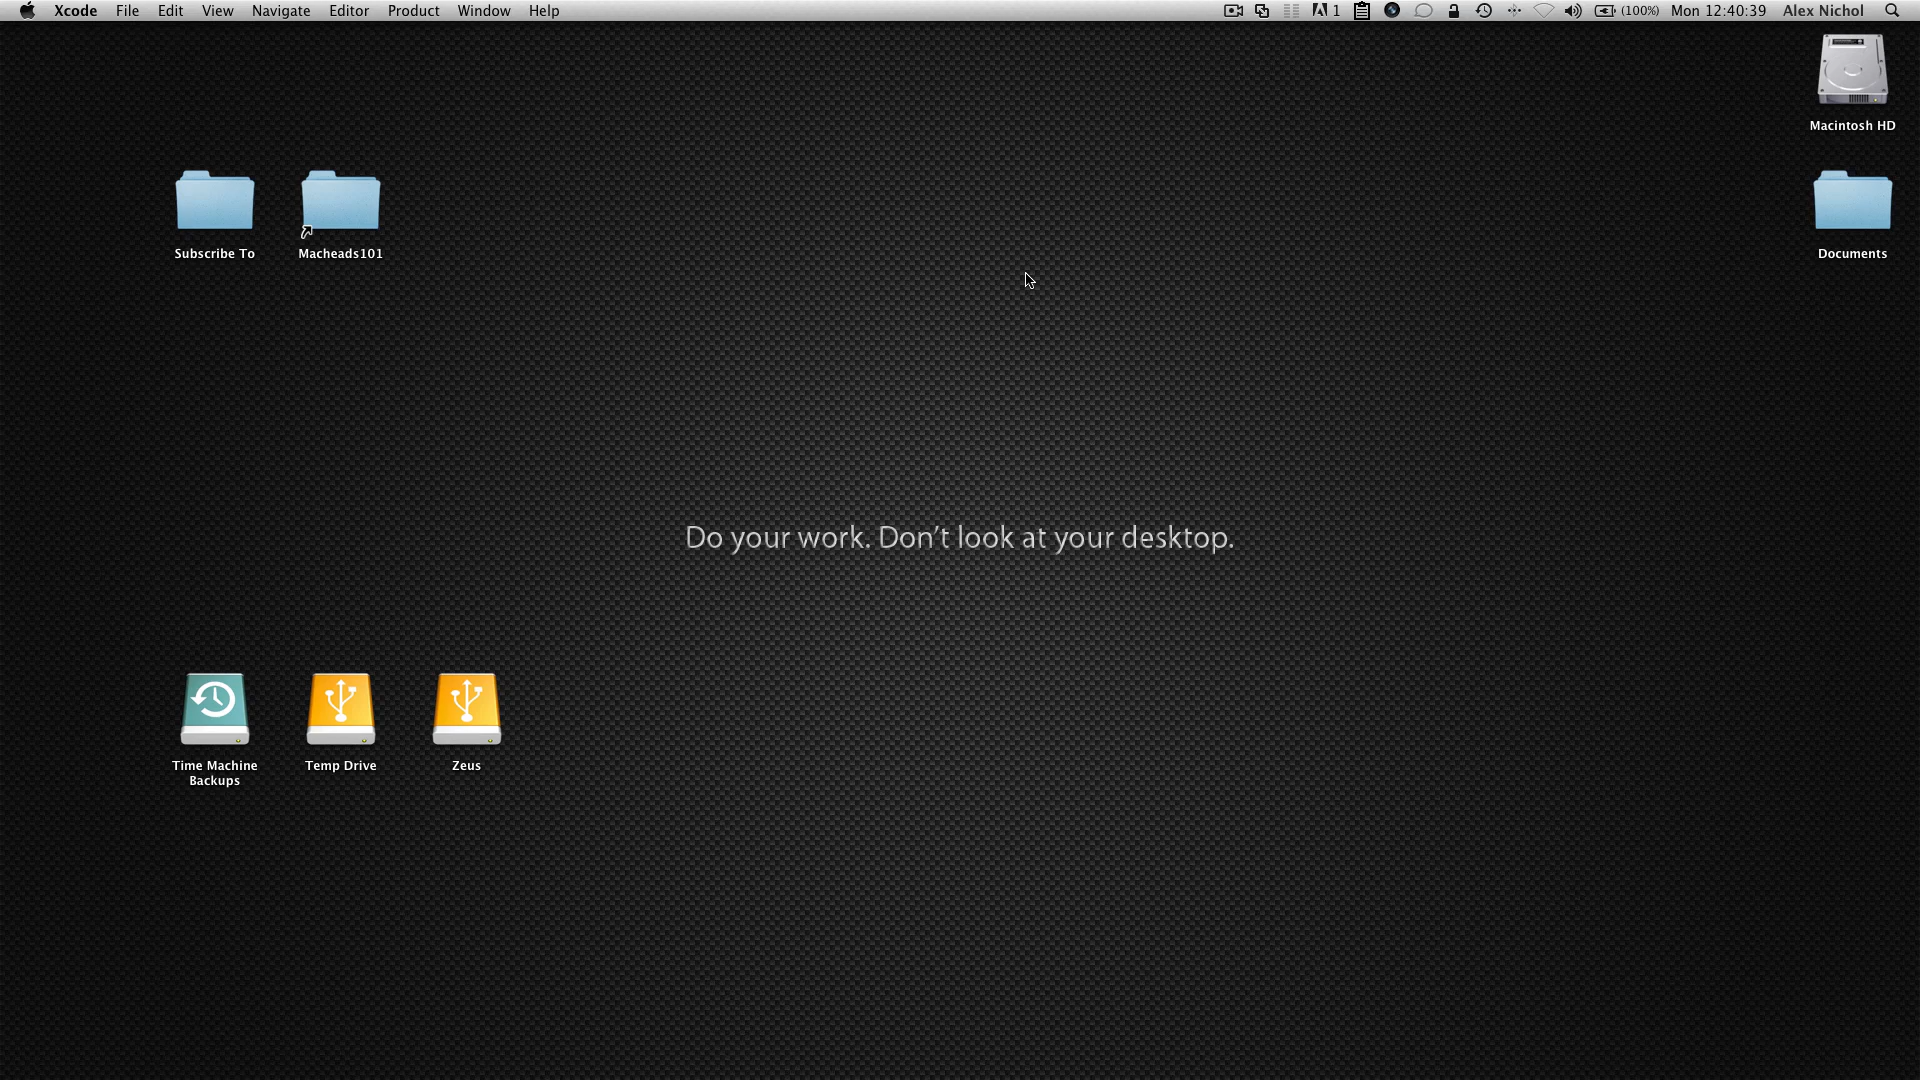 Xcode File Edit View Navigate Editor Product Window Help 1 (100%) Mon 12:40:39 Alex Nichol
Macintosh HD
Subscribe To
Macheads101
Documents
Do your work. Don’t look at your desktop.
Time Machine
Backups
Temp Drive
Zeus